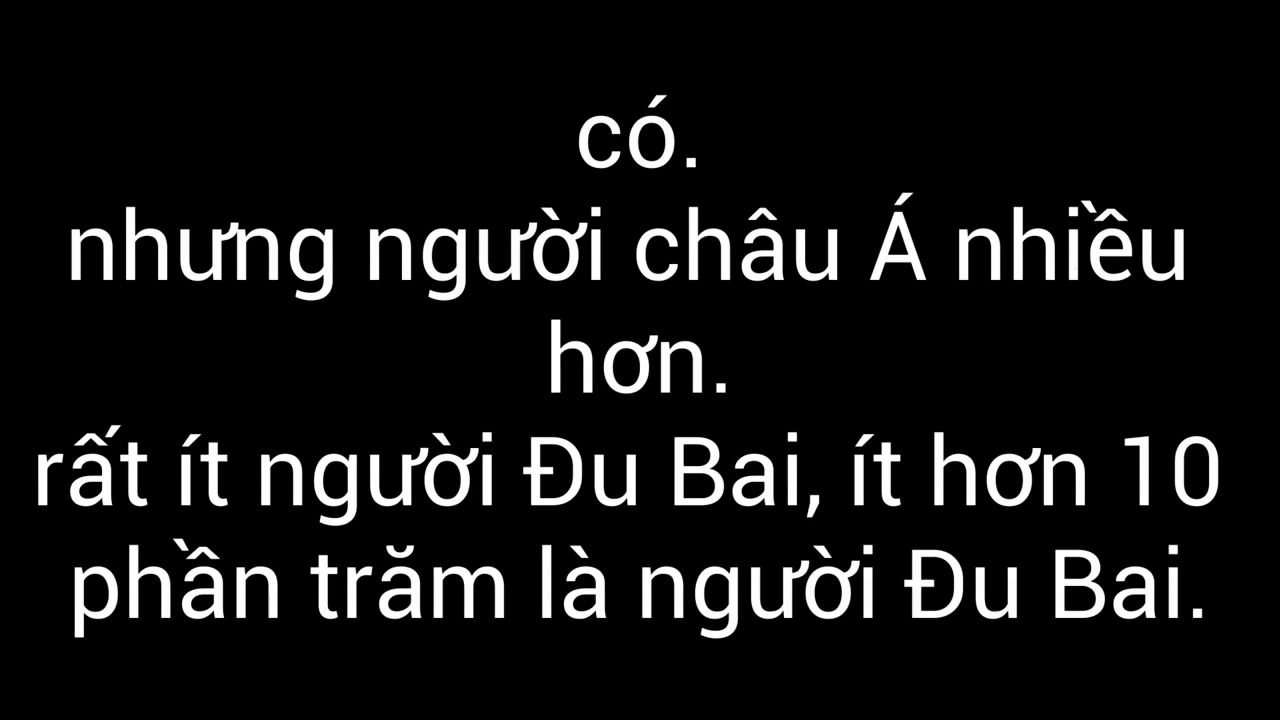 có.
nhưng người châu Á nhiều
hơn.
rất ít người Đu Bai, ít hơn 10
phần trăm là người Đu Bai.